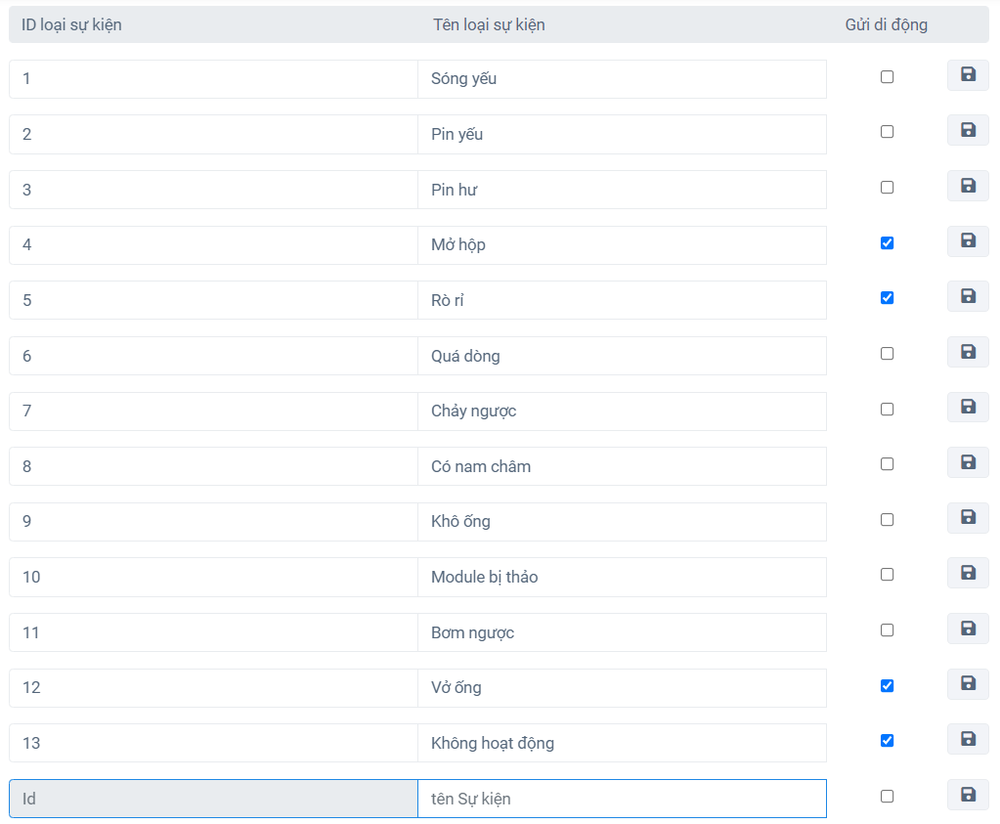 ID loại sự kiện Tên loại sự kiện Gửi di động
1 Sóng yếu
2 Pin yếu
3 Pin hư
4 Mở hộp
5 Rò rỉ
6 Quá dòng
7 Chảy ngược
8 Có nam châm
9 Khô ống
10 Module bị thảo
11 Bơm ngược
12 Vở ống
13 Không hoạt động
Id tên Sự kiện